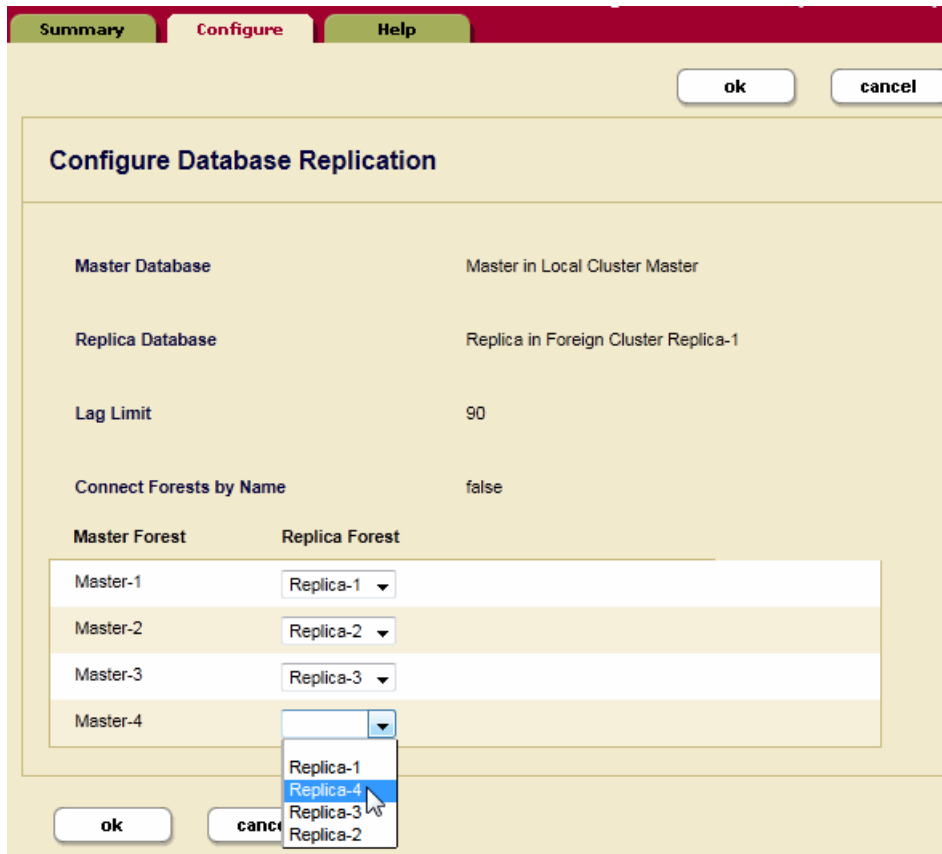 Summary Configure Help
ok cancel
Configure Database Replication
Master Database Master in Local Cluster Master
Replica Database Replica in Foreign Cluster Replica-1
Lag Limit 90
Connect Forests by Name false
Master Forest Replica Forest
Master-1 Replica-1
Master-2 Replica-2
Master-3 Replica-3
Master-4
Replica-1
Replica-4
Replica-3
Replica-2
ok